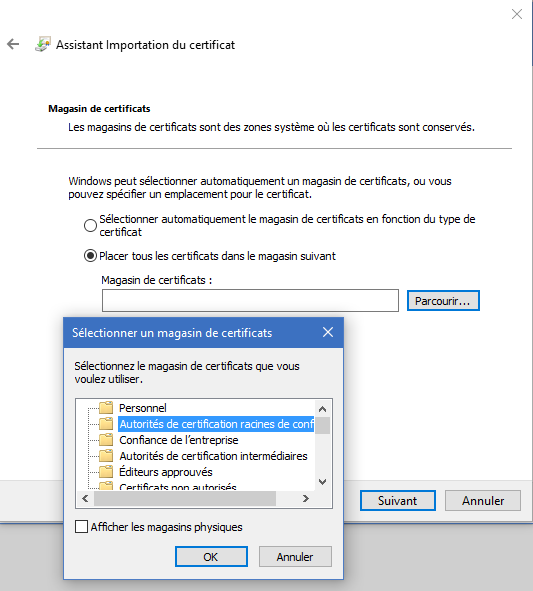 Assistant Importation du certificat
Magasin de certificats
Les magasins de certificats sont des zones système où les certificats sont conservés.
Windows peut sélectionner automatiquement un magasin de certificats, ou vous
pouvez spécifier un emplacement pour le certificat.
Sélectionner automatiquement le magasin de certificats en fonction du type de
certificat
Placer tous les certificats dans le magasin suivant
Magasin de certificats :
Parcourir...
Sélectionner un magasin de certificats
Sélectionnez le magasin de certificats que vous
voulez utiliser.
Personnel
Autorités de certification racines de conf
Confiance de l'entreprise
Autorités de certification intermédiaires
Éditeurs approuvés
Certificats non autorisés
Afficher les magasins physiques
OK
Annuler
Suivant
Annuler